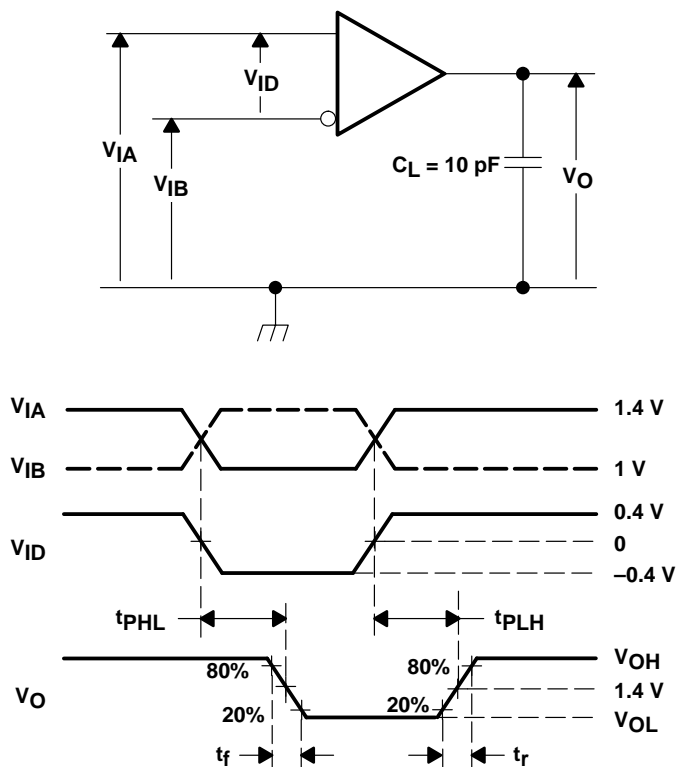 VID
VIA
VIB
CL = 10 pF
VO
VIA
1.4 V
VIB
1 V
0.4 V
VID
0
–0.4 V
tPHL
tPLH
80%
80%
VOH
VO
1.4 V
20%
20%
VOL
tf
tr